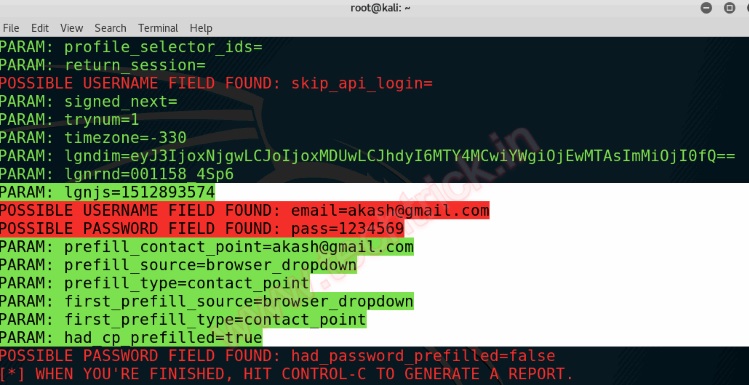 root@kali: ~
File Edit View Search Terminal Help
PARAM: profile_selector_ids=
PARAM: return_session=
POSSIBLE USERNAME FIELD FOUND: skip_api_login=
PARAM: signed_next=
PARAM: trynum=1
PARAM: timezone=-330
PARAM: lgndim=eyJ3IjoxNjgwLCJoIjoxMDUwLCJhdyI6MTY4MCwiYWgiOjEwMTAsImMiOjI0fQ==
PARAM: lgnrnd=001158_4Sp6
PARAM: lgnjs=1512893574
POSSIBLE USERNAME FIELD FOUND: email=akash@gmail.com
POSSIBLE PASSWORD FIELD FOUND: pass=1234569
PARAM: prefill_contact_point=akash@gmail.com
PARAM: prefill_source=browser_dropdown
PARAM: prefill_type=contact_point
PARAM: first_prefill_source=browser_dropdown
PARAM: first_prefill_type=contact_point
PARAM: had_cp_prefilled=true
POSSIBLE PASSWORD FIELD FOUND: had_password_prefilled=false
[*] WHEN YOU'RE FINISHED, HIT CONTROL-C TO GENERATE A REPORT.